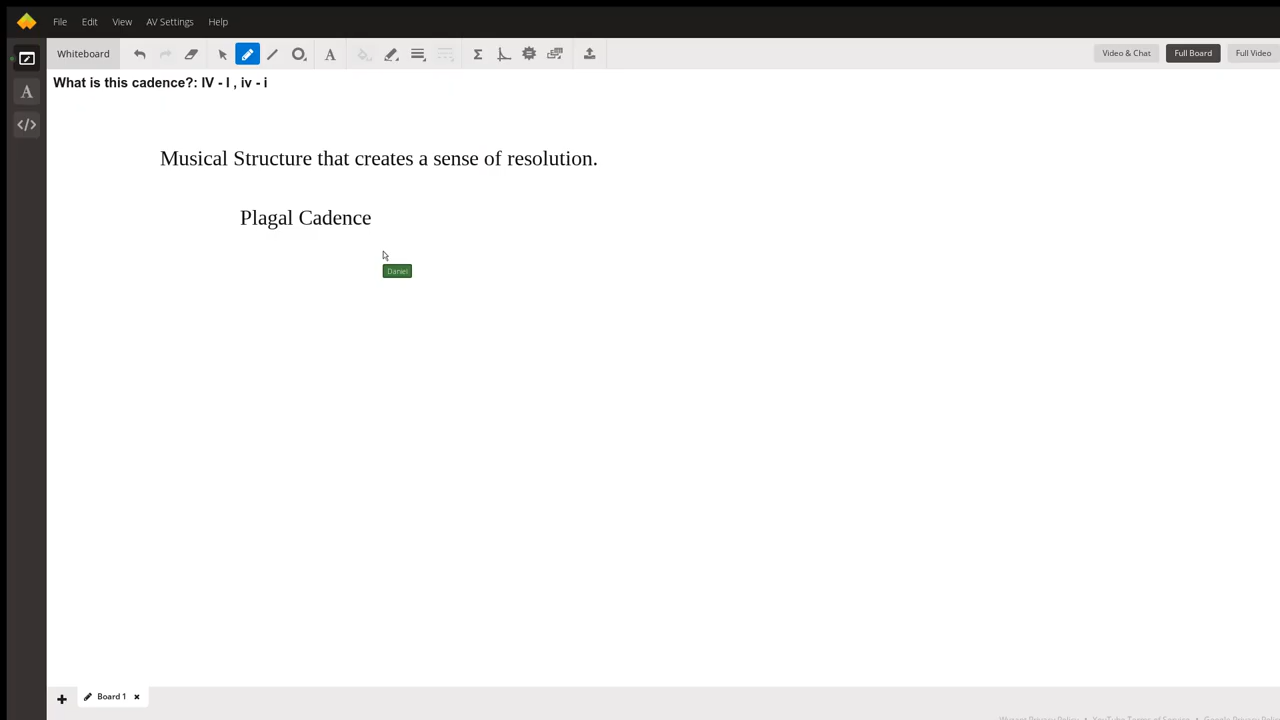 File Edit View AV Settings Help
Whiteboard A Σ Video & Chat Full Board Full Video
What is this cadence?: IV - I , iv - i
A
</>
Musical Structure that creates a sense of resolution.
Plagal Cadence
Daniel
+ Board 1 ×